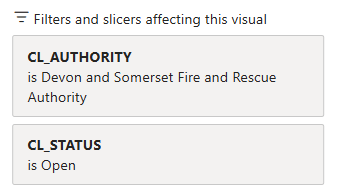 Filters and slicers affecting this visual
CL_AUTHORITY
is Devon and Somerset Fire and Rescue
Authority
CL_STATUS
is Open